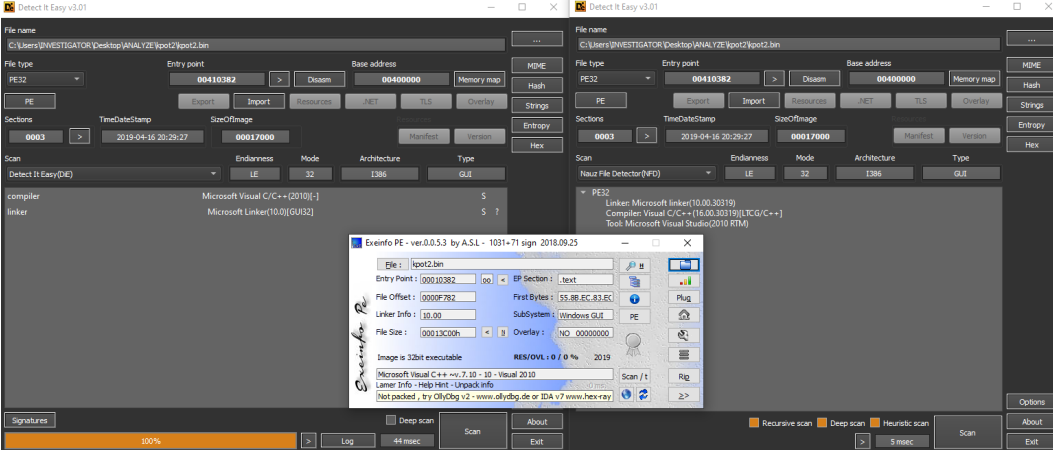 Detect It Easy v3.01
File name
C:\Users\INVESTIGATOR\Desktop\ANALYZE\kpot2\kpot2.bin
...
File type
Entry point
Base address
MIME
PE32
00410382
>
Disasm
00400000
Memory map
Hash
PE
Export
Import
Resources
.NET
TLS
Overlay
Strings
Sections
TimeDateStamp
SizeOfImage
Resources
Entropy
0003
>
2019-04-16 20:29:27
00017000
Manifest
Version
Hex
Scan
Endianness
Mode
Architecture
Type
Detect It Easy(DiE)
LE
32
I386
GUI
compiler
Microsoft Visual C/C++(2010)[-]
S
linker
Microsoft Linker(10.0)[GUI32]
S ?
Signatures
Deep scan
Scan
About
100%
>
Log
44 msec
Exit
Detect It Easy v3.01
File name
C:\Users\INVESTIGATOR\Desktop\ANALYZE\kpot2\kpot2.bin
...
File type
Entry point
Base address
MIME
PE32
00410382
>
Disasm
00400000
Memory map
Hash
PE
Export
Import
Resources
.NET
TLS
Overlay
Strings
Sections
TimeDateStamp
SizeOfImage
Resources
Entropy
0003
>
2019-04-16 20:29:27
00017000
Manifest
Version
Hex
Scan
Endianness
Mode
Architecture
Type
Nauz File Detector(NFD)
LE
32
I386
GUI
PE32
Linker: Microsoft linker(10.00.30319)
Compiler: Visual C/C++(16.00.30319)[LTCG/C++]
Tool: Microsoft Visual Studio(2010 RTM)
Options
Recursive scan
Deep scan
Heuristic scan
Scan
About
>
5 msec
Exit
Exeinfo PE - ver.0.0.5.3 by A.S.L - 1031+71 sign 2018.09.25
Exeinfo Pe
File :
kpot2.bin
H
Entry Point :
00010382
oo
<
EP Section :
.text
File Offset :
0000F782
First Bytes :
55.8B.EC.83.EC
Plug
Linker Info :
10.00
SubSystem :
Windows GUI
PE
File Size :
00013C00h
<
N
Overlay :
NO 00000000
Image is 32bit executable
RES/OVL : 0 / 0 %
2019
Microsoft Visual C++ ~v.7.10 - 10 - Visual 2010
Scan / t
Rip
Lamer Info - Help Hint - Unpack info
Not packed , try OllyDbg v2 - www.ollydbg.de or IDA v7 www.hex-ray
>>